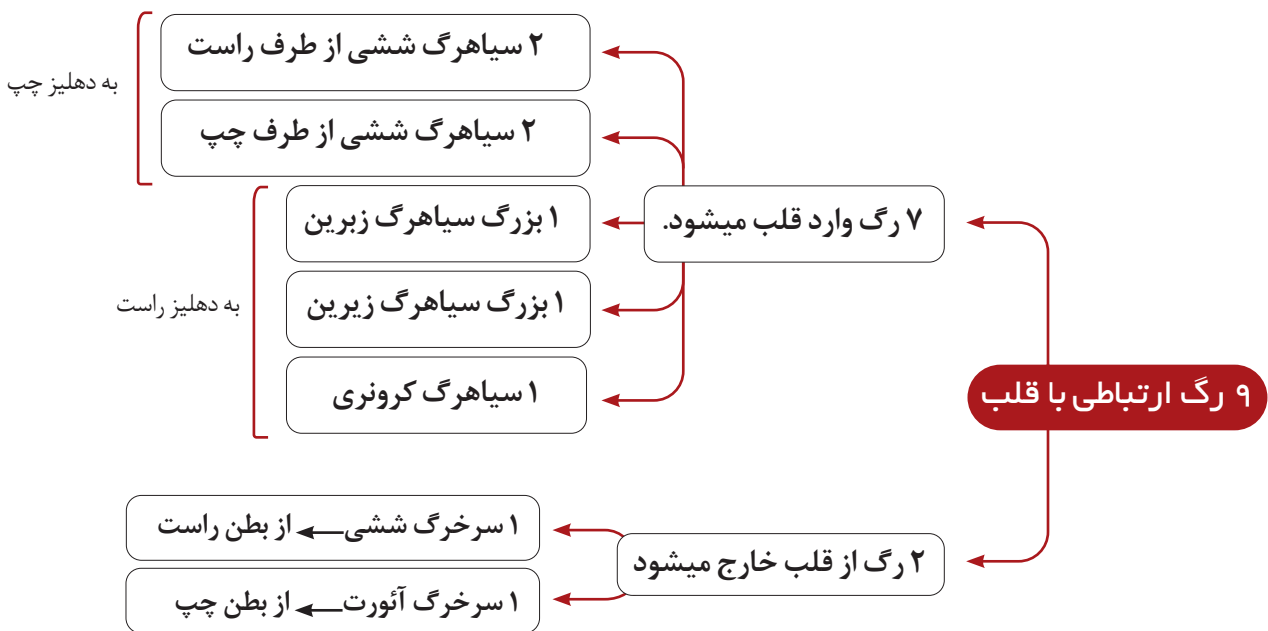 ۹ رگ ارتباطی با قلب
۷ رگ وارد قلب میشود.
۲ سیاهرگ ششی از طرف راست
۲ سیاهرگ ششی از طرف چپ
به دهلیز چپ
۱ بزرگ سیاهرگ زبرین
۱ بزرگ سیاهرگ زیرین
۱ سیاهرگ کرونری
به دهلیز راست
۲ رگ از قلب خارج میشود
۱ سرخرگ ششی ← از بطن راست
۱ سرخرگ آئورت ← از بطن چپ